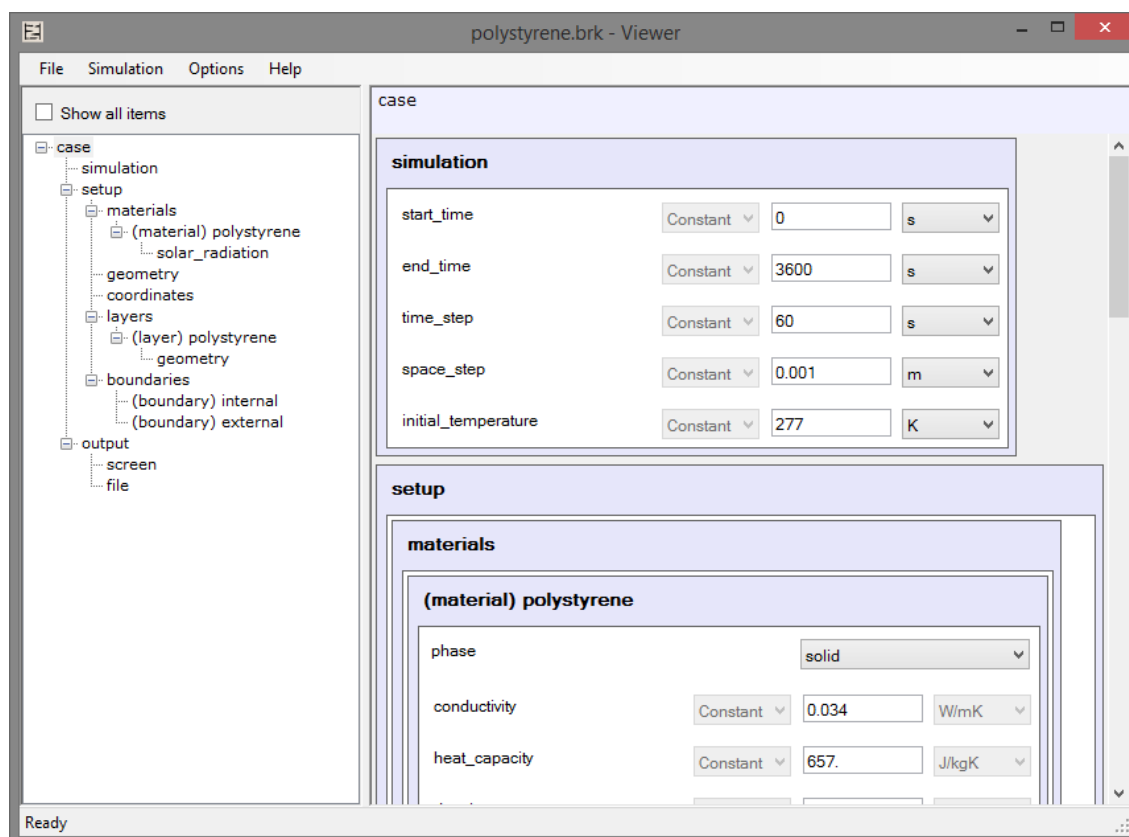 polystyrene.brk - Viewer
File Simulation Options Help
Show all items
case
simulation
setup
materials
(material) polystyrene
solar_radiation
geometry
coordinates
layers
(layer) polystyrene
geometry
boundaries
(boundary) internal
(boundary) external
output
screen
file
case
simulation
start_time Constant 0 s
end_time Constant 3600 s
time_step Constant 60 s
space_step Constant 0.001 m
initial_temperature Constant 277 K
setup
materials
(material) polystyrene
phase solid
conductivity Constant 0.034 W/mK
heat_capacity Constant 657. J/kgK
Ready